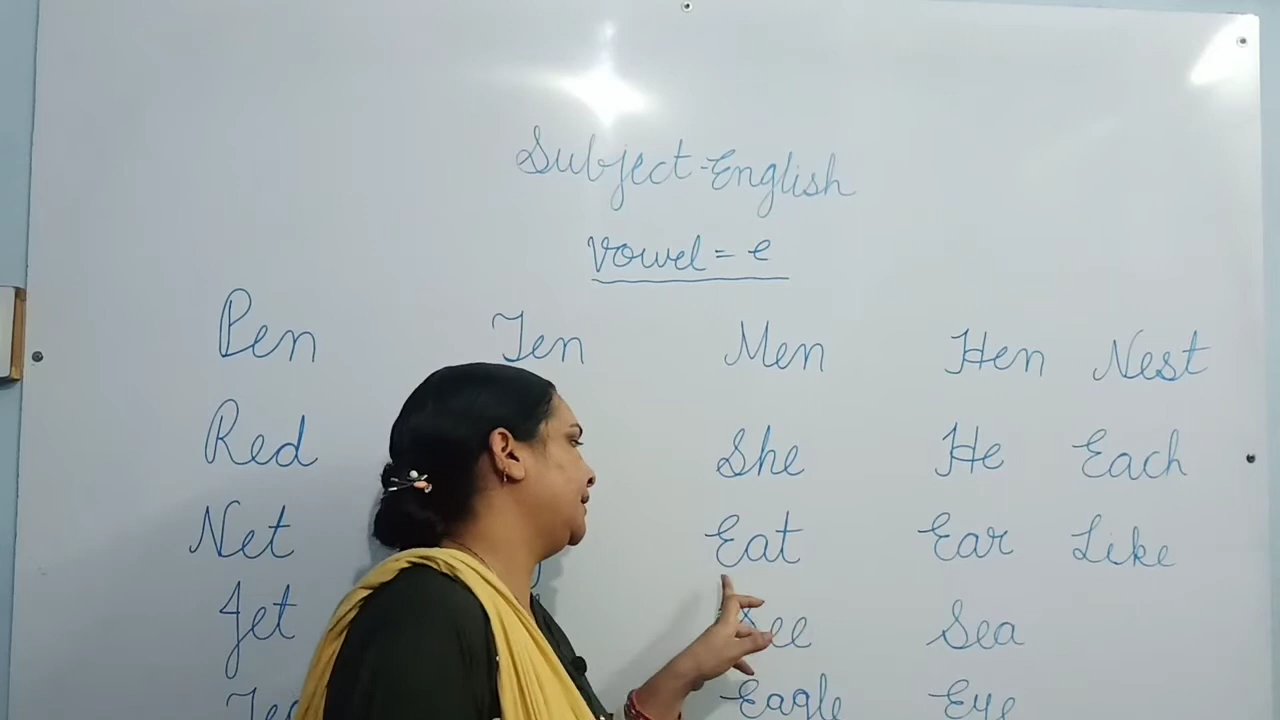 Subject-English
Vowel = e
Pen Ten Men Hen Nest
Red She He Each
Net Eat Ear Like
Jet See Sea
Eagle Eye